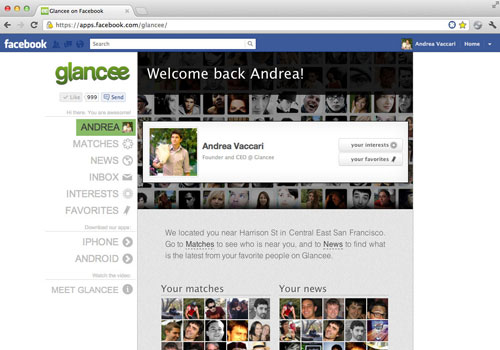 Glancee on Facebook
https://apps.facebook.com/glancee/
facebook
Search
Andrea Vaccari
Home
glancee
Like
999
Send
Hi there. You are awesome!
ANDREA
MATCHES
NEWS
INBOX
INTERESTS
FAVORITES
Download our apps:
IPHONE
ANDROID
Watch the video:
MEET GLANCEE
Welcome back Andrea!
Andrea Vaccari
Founder and CEO @ Glancee
your interests
your favorites
We located you near Harrison St in Central East San Francisco.
Go to Matches to see who is near you, and to News to find what
is the latest from your favorite people on Glancee.
Your matches
Your news